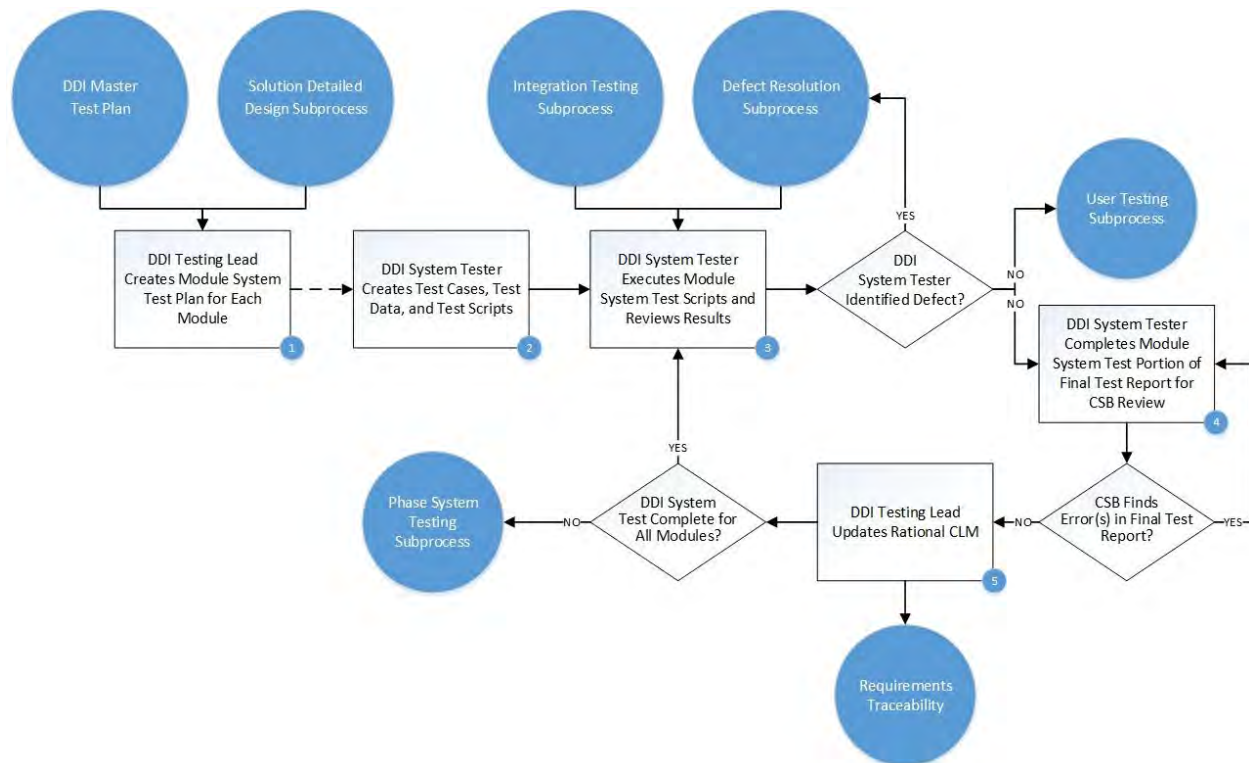 DDI Master
Test Plan
Solution Detailed
Design Subprocess
Integration Testing
Subprocess
Defect Resolution
Subprocess
User Testing
Subprocess
DDI Testing Lead
Creates Module System
Test Plan for Each
Module
1
DDI System Tester
Creates Test Cases, Test
Data, and Test Scripts
2
DDI System Tester
Executes Module
System Test Scripts and
Reviews Results
3
YES
DDI
System Tester
Identified Defect?
NO
NO
DDI System Tester
Completes Module
System Test Portion of
Final Test Report for
CSB Review
4
CSB Finds
Error(s) in Final Test
Report?
YES
NO
DDI Testing Lead
Updates Rational CLM
5
Requirements
Traceability
DDI System
Test Complete for
All Modules?
YES
NO
Phase System
Testing
Subprocess